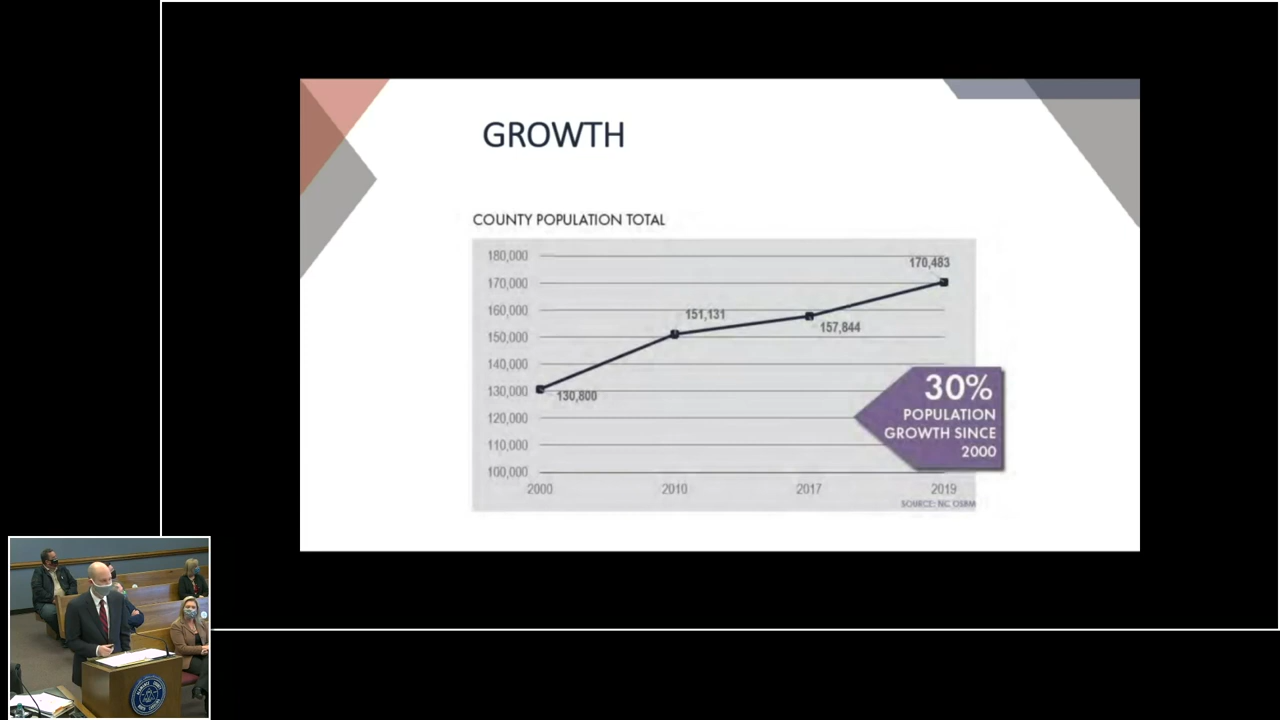 GROWTH
COUNTY POPULATION TOTAL
180,000
170,483
170,000
160,000
151,131
150,000
157,844
140,000
130,000
130,800
120,000
110,000
100,000
30%
POPULATION
GROWTH SINCE
2000
2000 2010 2017 2019
SOURCE: NC OSBM